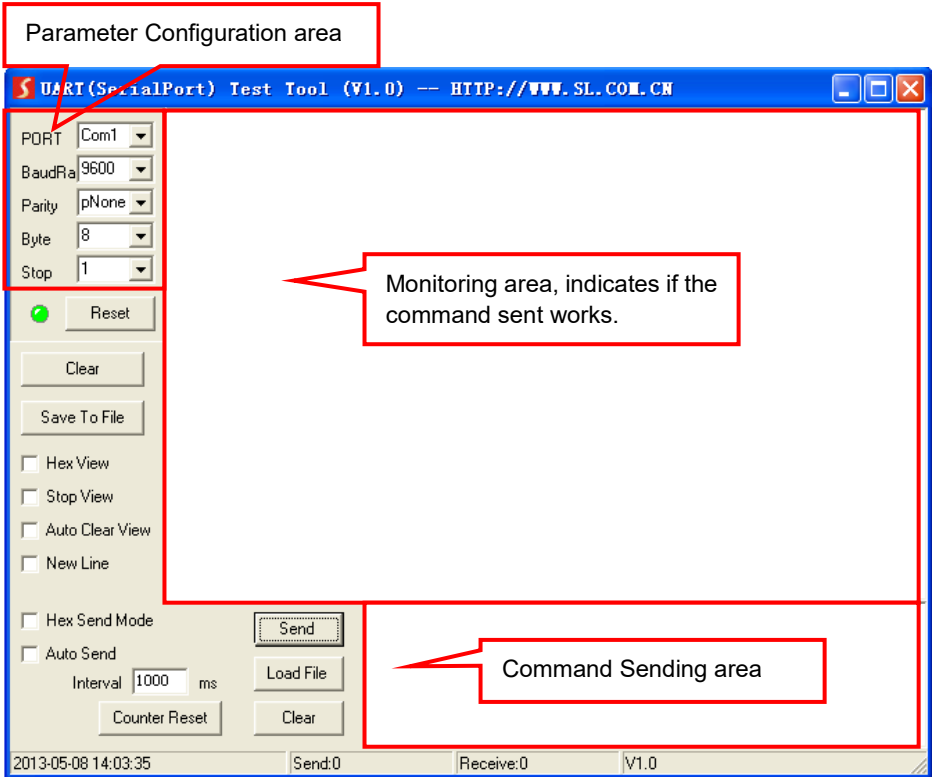 Parameter Configuration area
UART(SerialPort) Test Tool (V1.0) -- HTTP://WWW.SL.COM.CN
PORT Com1
BaudRa 9600
Parity pNone
Byte 8
Stop 1
Monitoring area, indicates if the
command sent works.
Reset
Clear
Save To File
Hex View
Stop View
Auto Clear View
New Line
Hex Send Mode
Send
Auto Send
Interval 1000 ms
Load File
Command Sending area
Counter Reset
Clear
2013-05-08 14:03:35 Send:0 Receive:0 V1.0